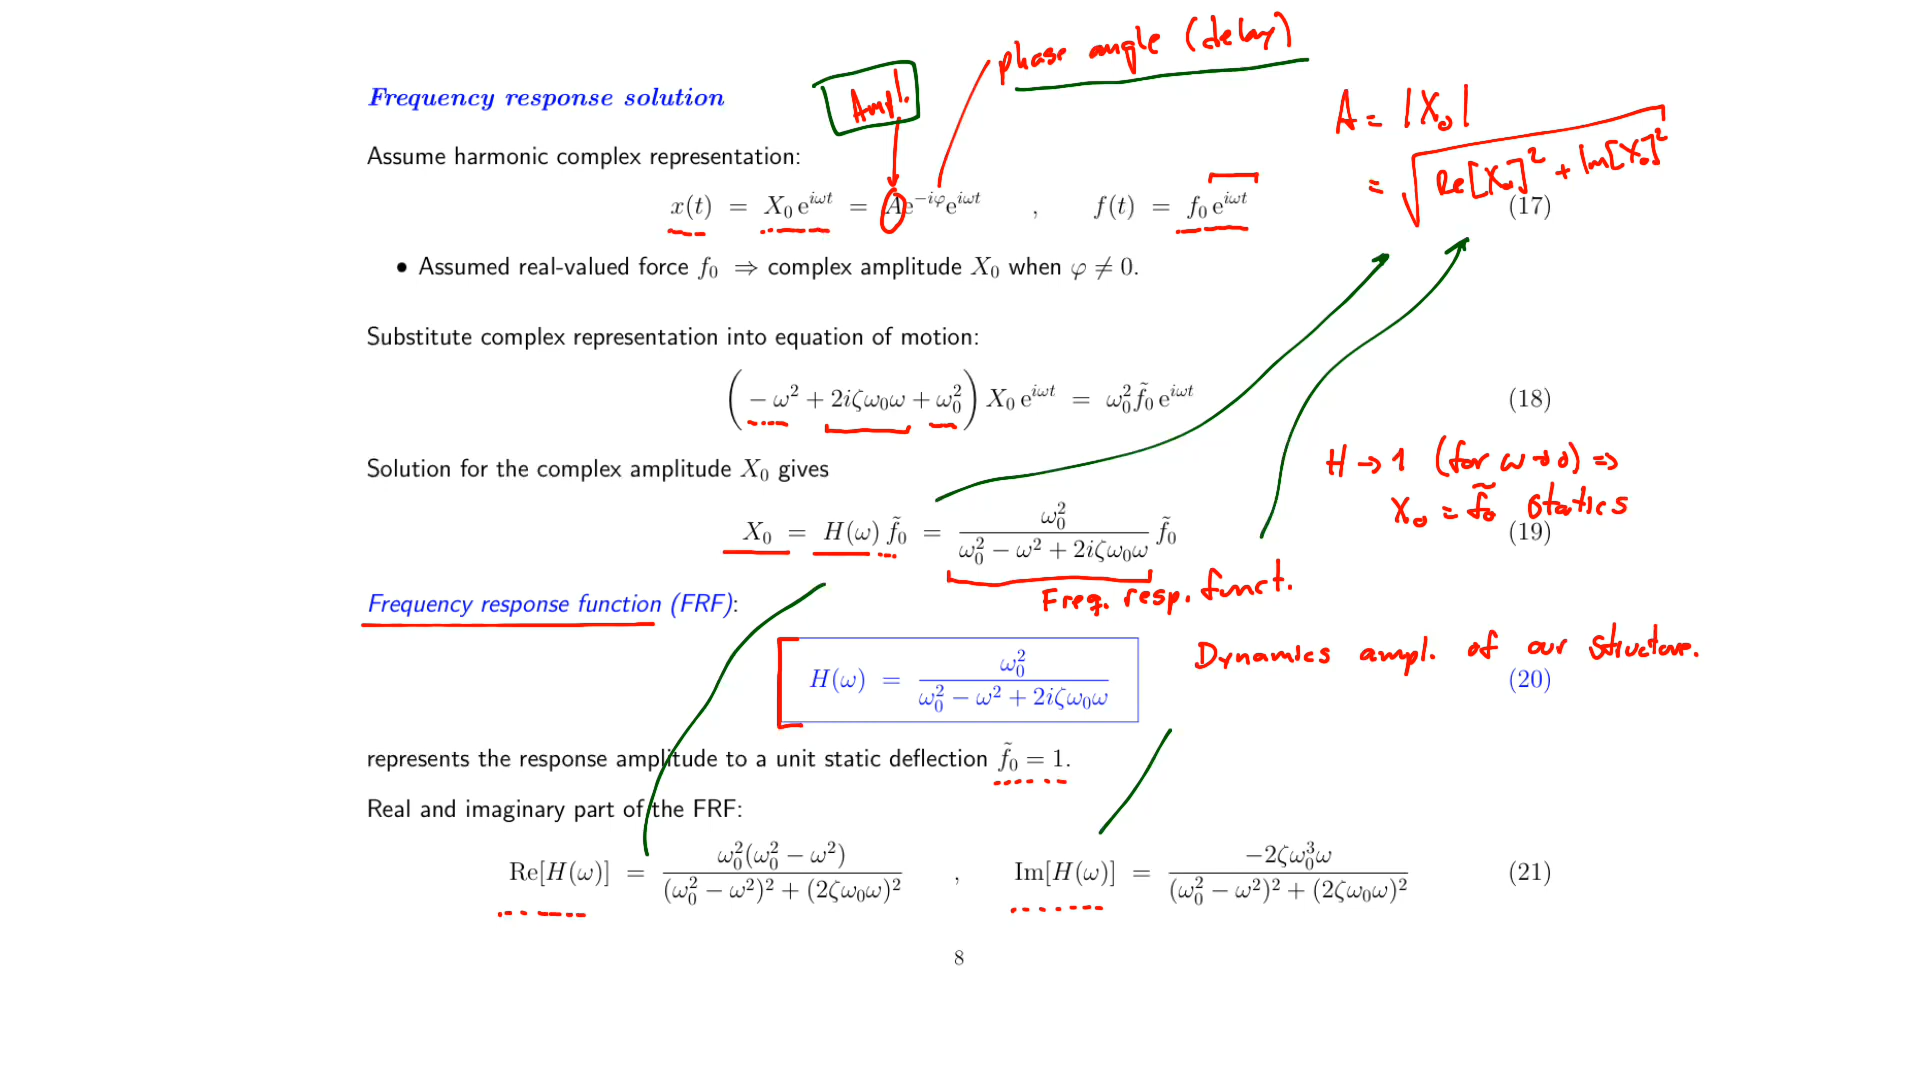 phase angle (delay)
Ampl.
Frequency response solution
A = |X₀|
= √(Re[X₀]² + Im[X₀]²)
Assume harmonic complex representation:
x(t) = X₀ e^{iωt} = A e^{−iφ} e^{iωt} , f(t) = f₀ e^{iωt} (17)
• Assumed real-valued force f₀ ⇒ complex amplitude X₀ when φ ≠ 0.
Substitute complex representation into equation of motion:
( − ω² + 2iζω₀ω + ω₀² ) X₀ e^{iωt} = ω₀² f̃₀ e^{iωt} (18)
H → 1 (for ω → 0) ⇒
X₀ = f̃₀ statics
Solution for the complex amplitude X₀ gives
X₀ = H(ω) f̃₀ = ω₀² / (ω₀² − ω² + 2iζω₀ω) f̃₀ (19)
Freq. resp. funct.
Frequency response function (FRF):
Dynamics ampl. of our structure.
H(ω) = ω₀² / (ω₀² − ω² + 2iζω₀ω) (20)
represents the response amplitude to a unit static deflection f̃₀ = 1.
Real and imaginary part of the FRF:
Re[H(ω)] = ω₀²(ω₀² − ω²) / ((ω₀² − ω²)² + (2ζω₀ω)²) , Im[H(ω)] = −2ζω₀³ω / ((ω₀² − ω²)² + (2ζω₀ω)²) (21)
8